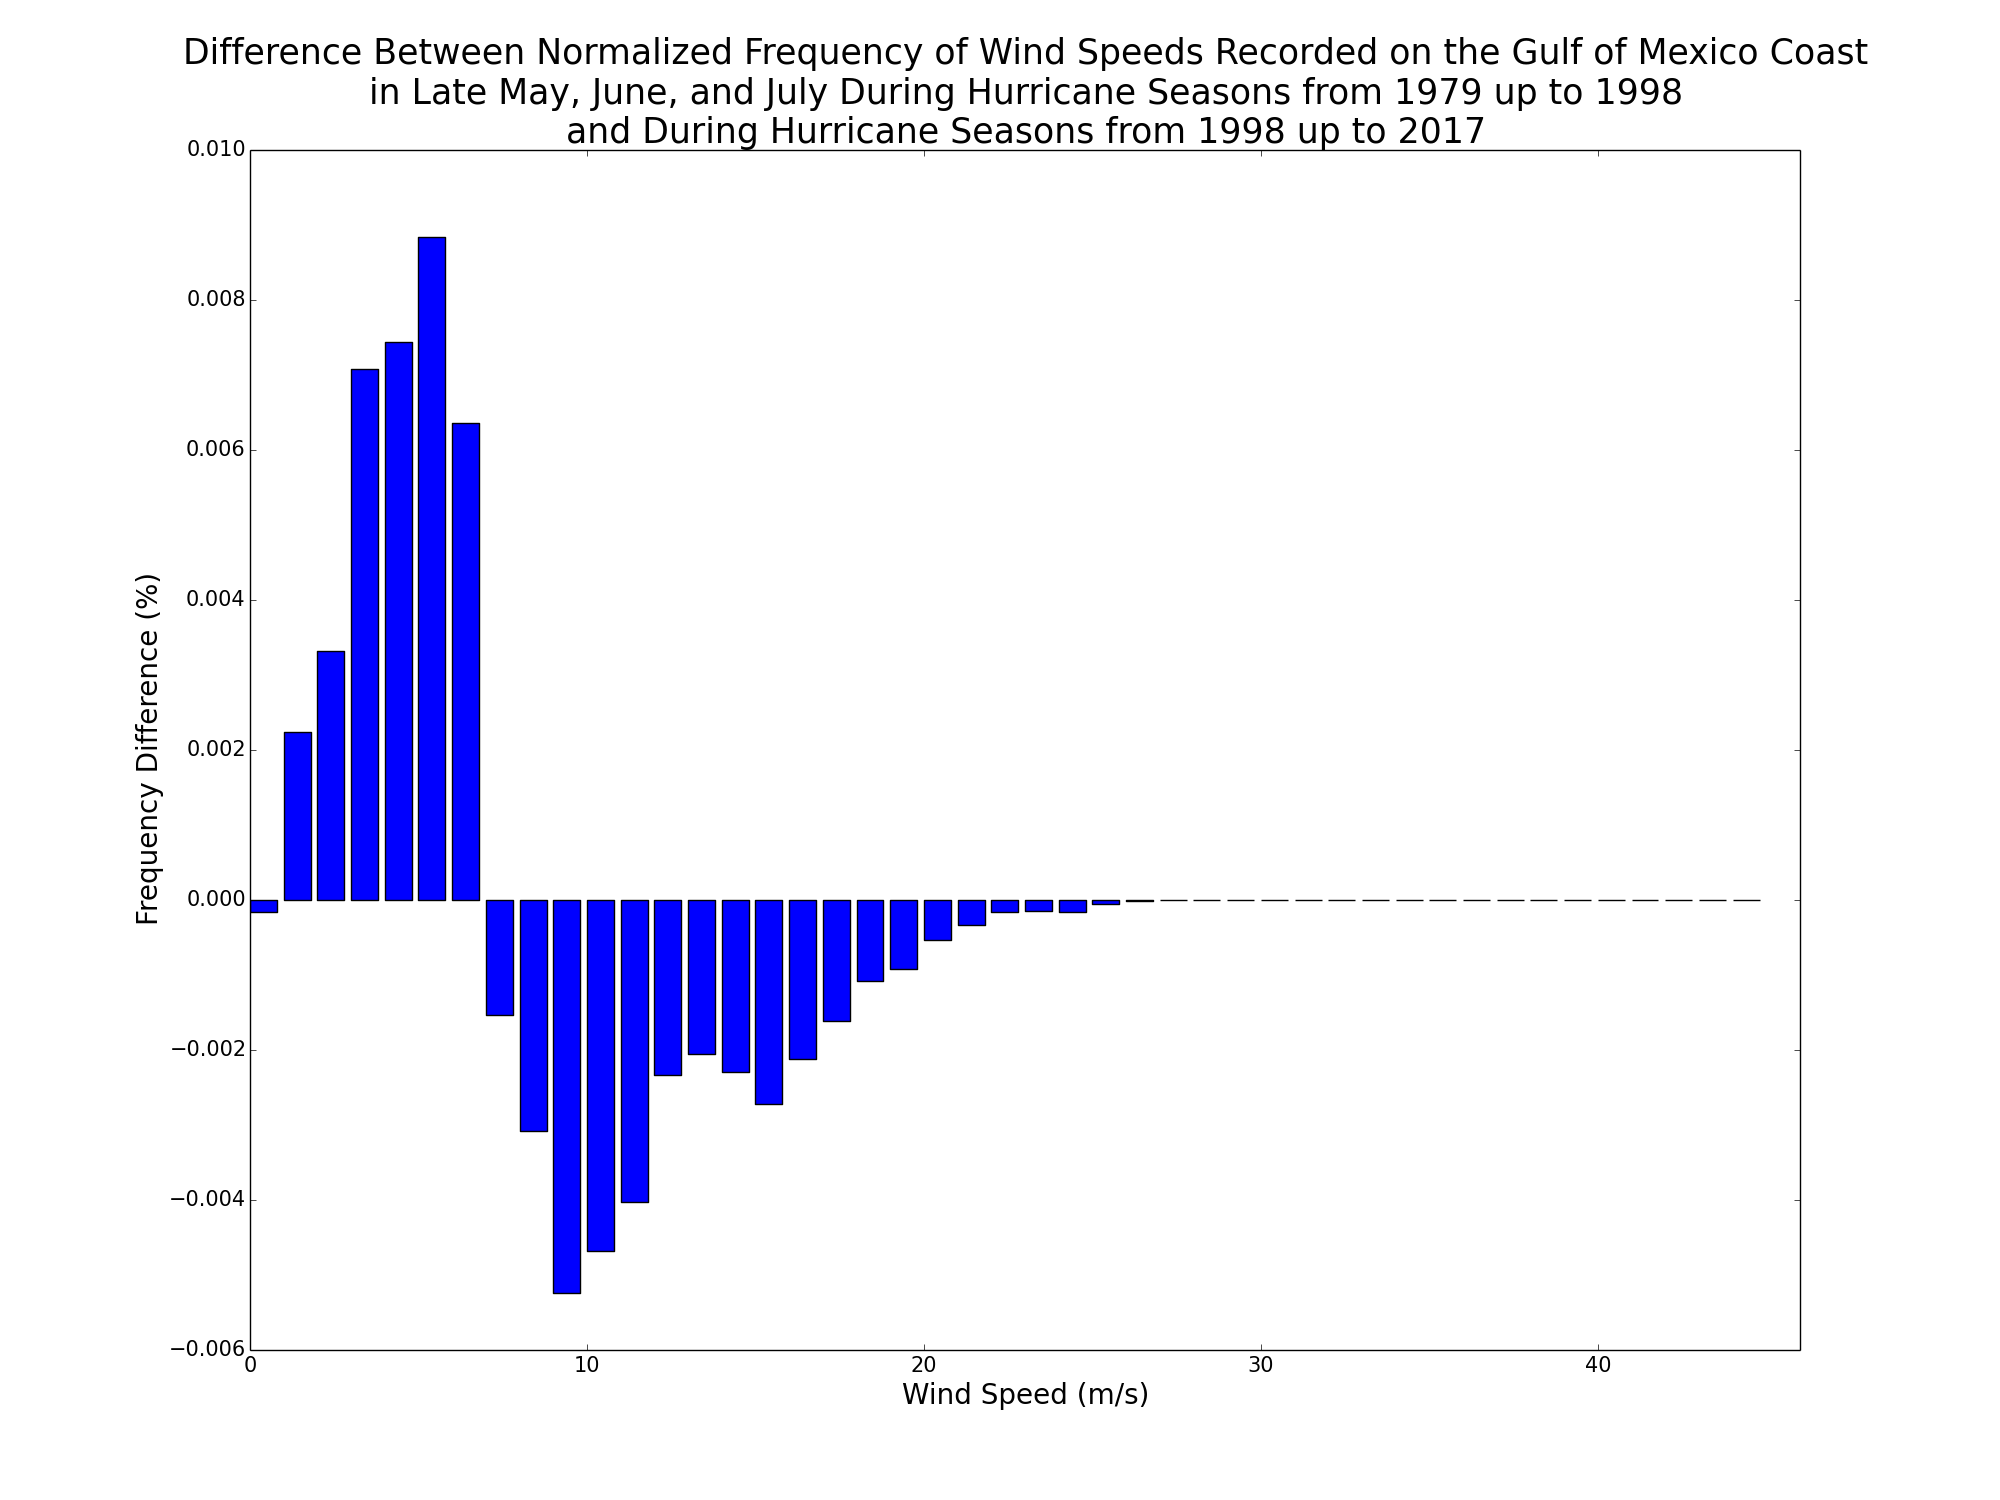 Difference Between Normalized Frequency of Wind Speeds Recorded on the Gulf of Mexico Coast
in Late May, June, and July During Hurricane Seasons from 1979 up to 1998
and During Hurricane Seasons from 1998 up to 2017
0.010
0.008
0.006
0.004
0.002
0.000
−0.002
−0.004
−0.006
Frequency Difference (%)
0 10 20 30 40
Wind Speed (m/s)